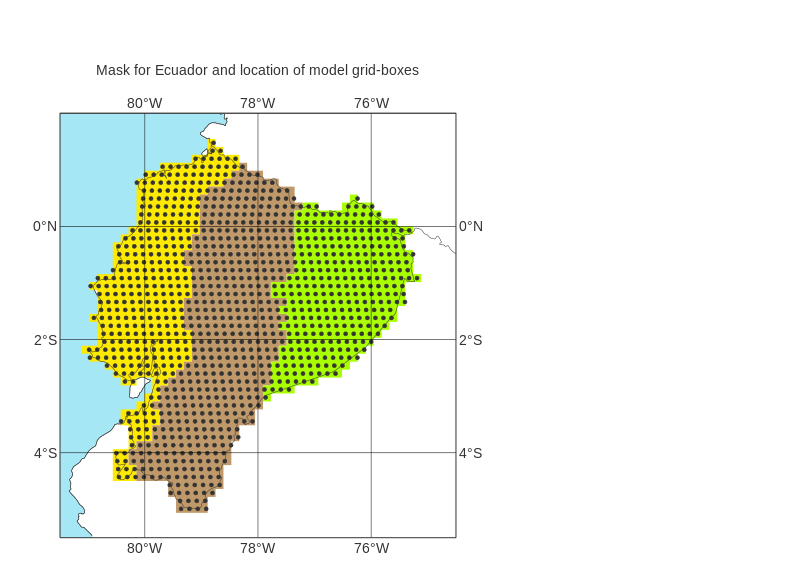 Mask for Ecuador and location of model grid-boxes
80°W 78°W 76°W
0°N 0°N
2°S 2°S
4°S 4°S
80°W 78°W 76°W